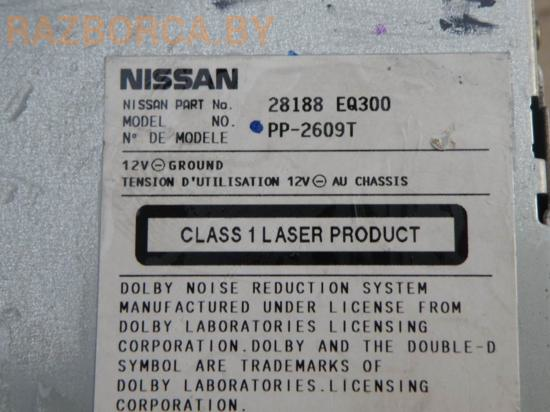 RAZBORCA.BY
NISSAN
NISSAN PART No. 28188 EQ300
MODEL NO. PP-2609T
N° DE MODELE
12V⊖GROUND
TENSION D'UTILISATION 12V⊖ AU CHASSIS
CLASS 1 LASER PRODUCT
DOLBY NOISE REDUCTION SYSTEM
MANUFACTURED UNDER LICENSE FROM
DOLBY LABORATORIES LICENSING
CORPORATION.DOLBY AND THE DOUBLE-D
SYMBOL ARE TRADEMARKS OF
DOLBY LABORATORIES.LICENSING
CORPORATION.